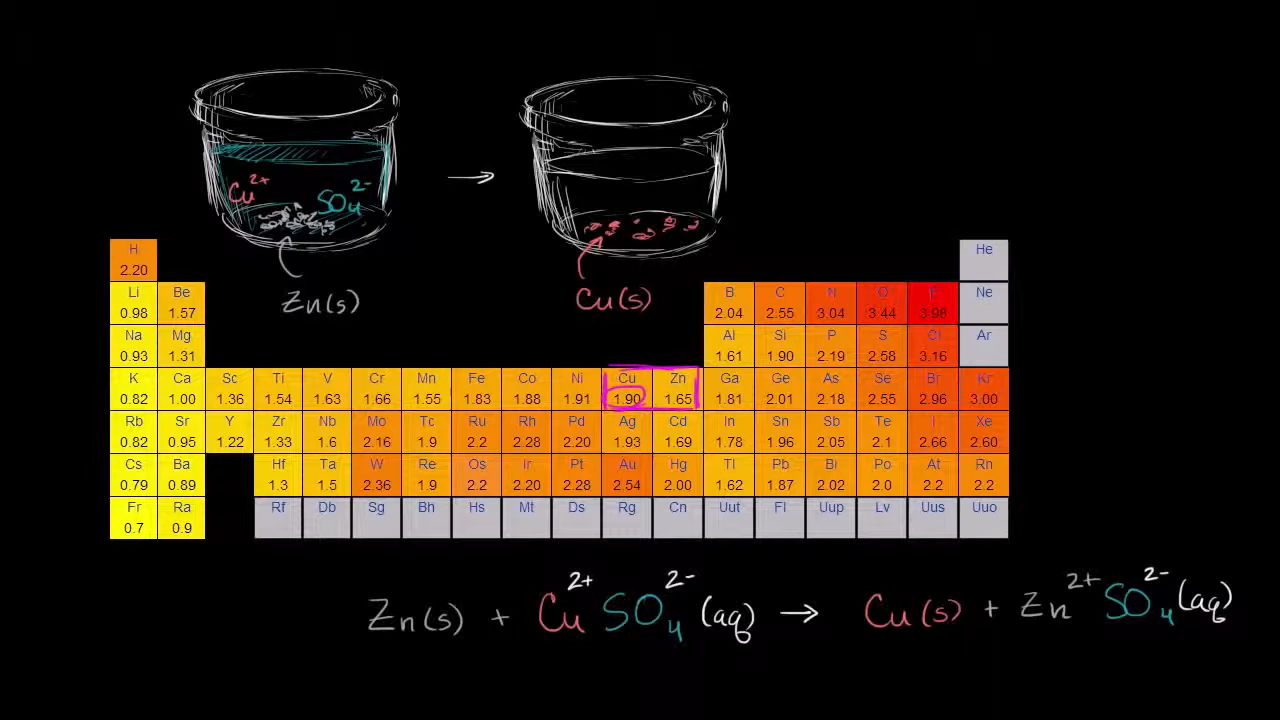 Cu²⁺ SO₄²⁻
Zn(s)
Cu(s)
H He
2.20
Li Be B C N O F Ne
0.98 1.57 2.04 2.55 3.04 3.44 3.98
Na Mg Al Si P S Cl Ar
0.93 1.31 1.61 1.90 2.19 2.58 3.16
K Ca Sc Ti V Cr Mn Fe Co Ni Cu Zn Ga Ge As Se Br Kr
0.82 1.00 1.36 1.54 1.63 1.66 1.55 1.83 1.88 1.91 1.90 1.65 1.81 2.01 2.18 2.55 2.96 3.00
Rb Sr Y Zr Nb Mo Tc Ru Rh Pd Ag Cd In Sn Sb Te I Xe
0.82 0.95 1.22 1.33 1.6 2.16 1.9 2.2 2.28 2.20 1.93 1.69 1.78 1.96 2.05 2.1 2.66 2.60
Cs Ba Hf Ta W Re Os Ir Pt Au Hg Tl Pb Bi Po At Rn
0.79 0.89 1.3 1.5 2.36 1.9 2.2 2.20 2.28 2.54 2.00 1.62 1.87 2.02 2.0 2.2 2.2
Fr Ra Rf Db Sg Bh Hs Mt Ds Rg Cn Uut Fl Uup Lv Uus Uuo
0.7 0.9
Zn(s) + Cu²⁺SO₄²⁻(aq) → Cu(s) + Zn²⁺SO₄²⁻(aq)